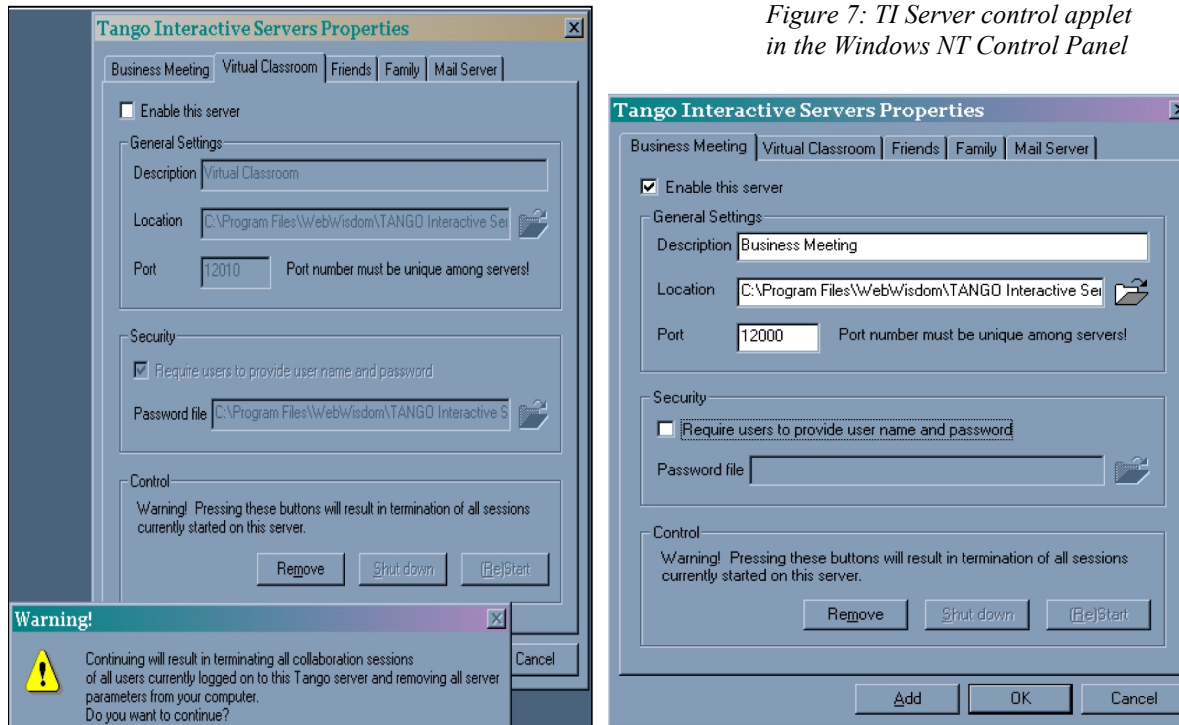 Figure 7: TI Server control applet
in the Windows NT Control Panel
Tango Interactive Servers Properties
Business Meeting Virtual Classroom Friends Family Mail Server
Enable this server
General Settings
Description Virtual Classroom
Location C:\Program Files\WebWisdom\TANGO Interactive Ser
Port 12010 Port number must be unique among servers!
Security
Require users to provide user name and password
Password file C:\Program Files\WebWisdom\TANGO Interactive S
Control
Warning! Pressing these buttons will result in termination of all sessions
currently started on this server.
Remove Shut down (Re)Start
Cancel
Warning!
Continuing will result in terminating all collaboration sessions
of all users currently logged on to this Tango server and removing all server
parameters from your computer.
Do you want to continue?
Tango Interactive Servers Properties
Business Meeting Virtual Classroom Friends Family Mail Server
Enable this server
General Settings
Description Business Meeting
Location C:\Program Files\WebWisdom\TANGO Interactive Ser
Port 12000 Port number must be unique among servers!
Security
Require users to provide user name and password
Password file
Control
Warning! Pressing these buttons will result in termination of all sessions
currently started on this server.
Remove Shut down (Re)Start
Add OK Cancel